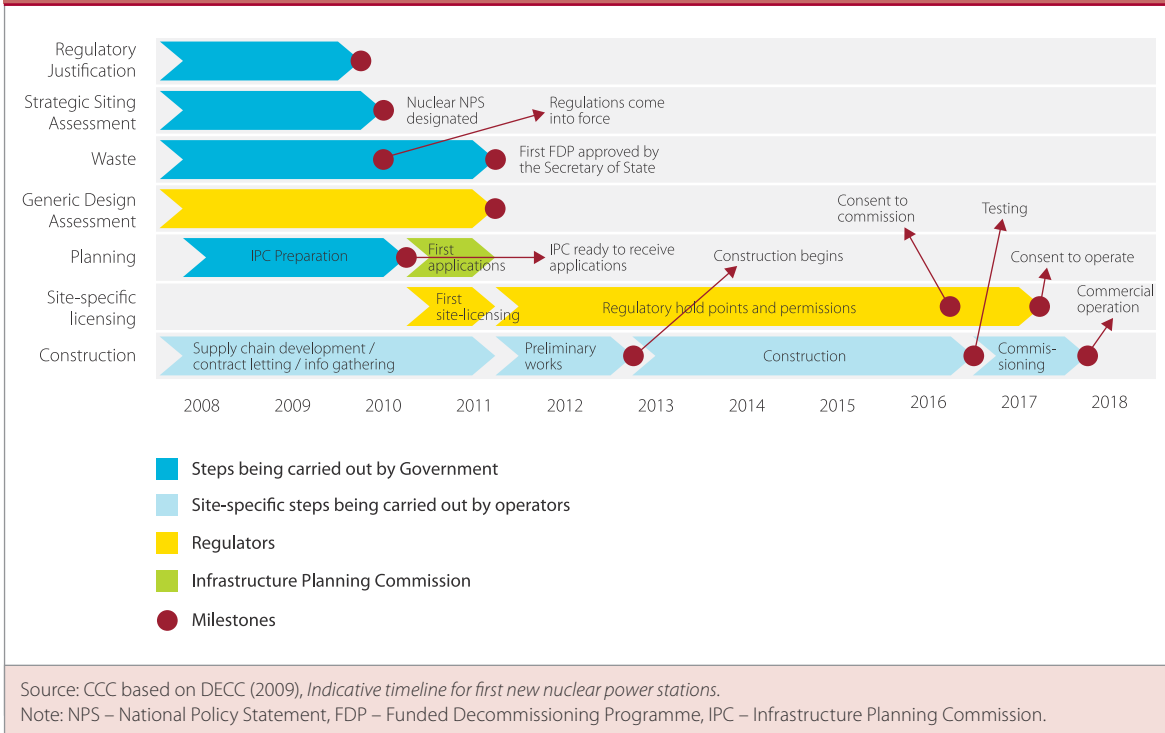 Regulatory
Justification
Strategic Siting
Assessment
Nuclear NPS
designated
Regulations come
into force
Waste
First FDP approved by
the Secretary of State
Generic Design
Assessment
Consent to
commission
Testing
Planning
IPC Preparation
First
applications
IPC ready to receive
applications
Construction begins
Consent to operate
Site-specific
licensing
First
site-licensing
Regulatory hold points and permissions
Commercial
operation
Construction
Supply chain development /
contract letting / info gathering
Preliminary
works
Construction
Commis-
sioning
2008 2009 2010 2011 2012 2013 2014 2015 2016 2017 2018
Steps being carried out by Government
Site-specific steps being carried out by operators
Regulators
Infrastructure Planning Commission
Milestones
Source: CCC based on DECC (2009), Indicative timeline for first new nuclear power stations.
Note: NPS – National Policy Statement, FDP – Funded Decommissioning Programme, IPC – Infrastructure Planning Commission.